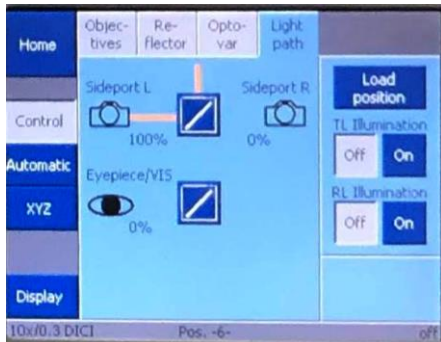 Home
Objec-
tives
Re-
flector
Opto-
var
Light
path
Control
Automatic
XYZ
Display
Sideport L
100%
Sideport R
0%
Eyepiece/VIS
0%
Load
position
TL Illumination
Off On
RL Illumination
Off On
10x/0.3 DICI Pos. -6- off